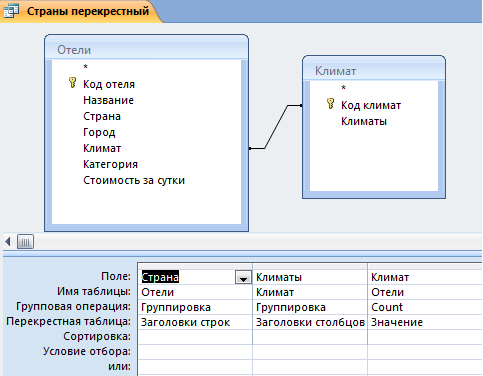 Страны перекрестный
Отели
*
Код отеля
Название
Страна
Город
Климат
Категория
Стоимость за сутки
Климат
*
Код климат
Климаты
Поле: Страна Климаты Климат
Имя таблицы: Отели Климат Отели
Групповая операция: Группировка Группировка Count
Перекрестная таблица: Заголовки строк Заголовки столбцов Значение
Сортировка:
Условие отбора:
или: